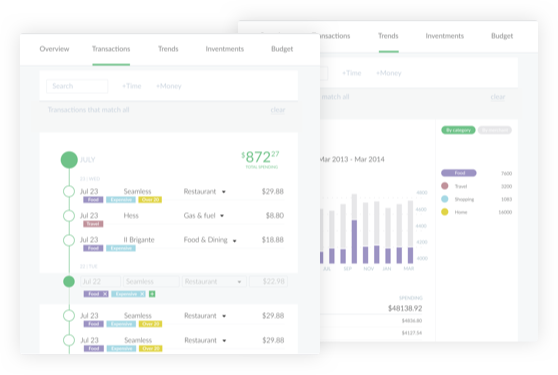 Overview Transactions Trends Inventments Budget
Search +Time +Money
Transactions that match all clear
JULY $872.27
TOTAL SPENDING
Jul 23 Seamless Restaurant $29.88
Food Expensive Over 20
Jul 23 Hess Gas & fuel $8.80
Travel
Jul 23 Il Brigante Food & Dining $18.88
Food Expensive
Jul 22 Seamless Restaurant $22.98
Food x Expensive x +
Jul 23 Seamless Restaurant $29.88
Food Expensive Over 20
Jul 23 Seamless Restaurant $29.88
Food Expensive Over 20
ansactions Trends Inventments Budget
+Time +Money
match all clear
By category
Mar 2013 - Mar 2014
Food 7600
Travel
Shopping
Home 16000
JUL SEP NOV JAN MAR
SPENDING
$48138.92